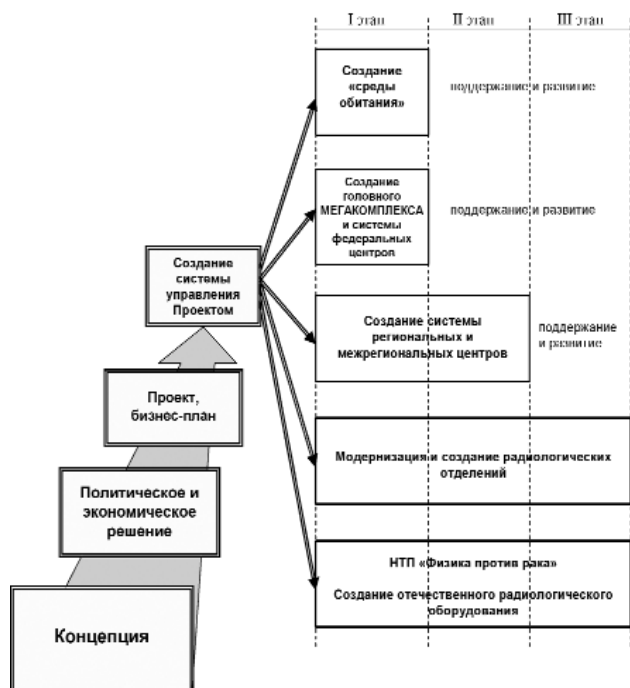 I этап II этап III этап
Создание
«среды
обитания»
поддержание и развитие
Создание
головного
МЕГАКОМПЛЕКСА
и системы
федеральных
центров
поддержание и развитие
Создание
системы
управления
Проектом
Создание системы
региональных и
межрегиональных центров
поддержание
и развитие
Проект,
бизнес-план
Модернизация и создание радиологических
отделений
Политическое и
экономическое
решение
НТП «Физика против рака»
Создание отечественного радиологического
оборудования
Концепция